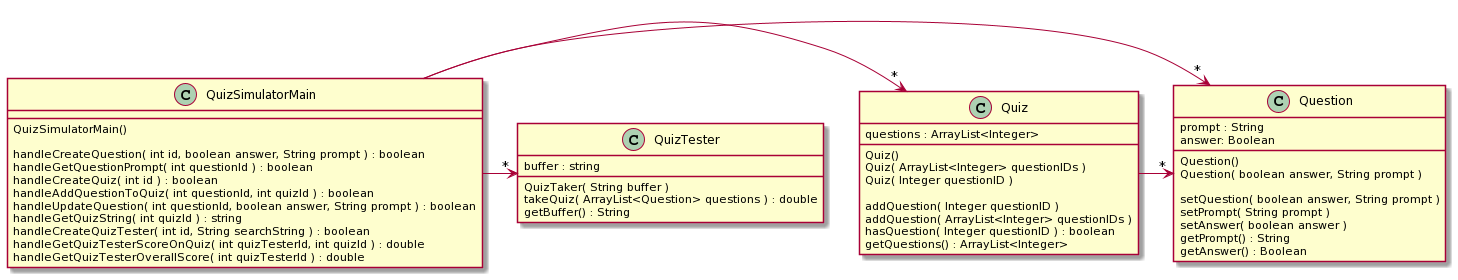 C QuizSimulatorMain
QuizSimulatorMain()
handleCreateQuestion( int id, boolean answer, String prompt ) : boolean
handleGetQuestionPrompt( int questionId ) : boolean
handleCreateQuiz( int id ) : boolean
handleAddQuestionToQuiz( int questionId, int quizId ) : boolean
handleUpdateQuestion( int questionId, boolean answer, String prompt ) : boolean
handleGetQuizString( int quizId ) : string
handleCreateQuizTester( int id, String searchString ) : boolean
handleGetQuizTesterScoreOnQuiz( int quizTesterId, int quizId ) : double
handleGetQuizTesterOverallScore( int quizTesterId ) : double
*
C QuizTester
buffer : string
QuizTaker( String buffer )
takeQuiz( ArrayList<Question> questions ) : double
getBuffer() : String
*
C Quiz
questions : ArrayList<Integer>
Quiz()
Quiz( ArrayList<Integer> questionIDs )
Quiz( Integer questionID )
addQuestion( Integer questionID )
addQuestion( ArrayList<Integer> questionIDs )
hasQuestion( Integer questionID ) : boolean
getQuestions() : ArrayList<Integer>
*
*
C Question
prompt : String
answer: Boolean
Question()
Question( boolean answer, String prompt )
setQuestion( boolean answer, String prompt )
setPrompt( String prompt )
setAnswer( boolean answer )
getPrompt() : String
getAnswer() : Boolean